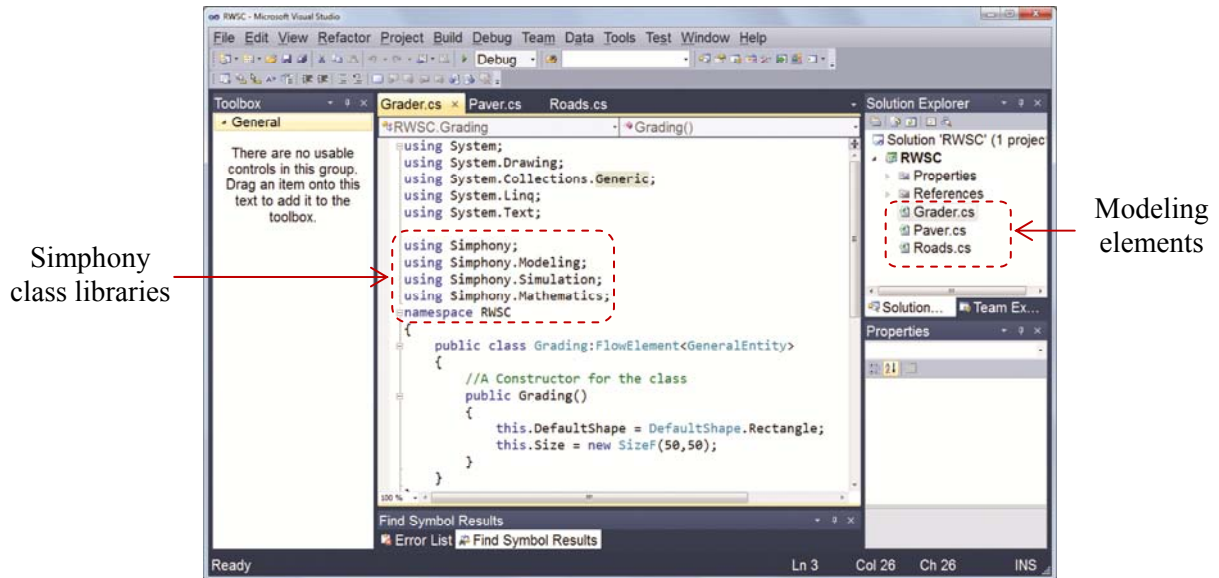 RWSC - Microsoft Visual Studio
File Edit View Refactor Project Build Debug Team Data Tools Test Window Help
Debug
Toolbox
General
There are no usable
controls in this group.
Drag an item onto this
text to add it to the
toolbox.
Grader.cs Paver.cs Roads.cs
RWSC.Grading Grading()
using System;
using System.Drawing;
using System.Collections.Generic;
using System.Linq;
using System.Text;
using Simphony;
using Simphony.Modeling;
using Simphony.Simulation;
using Simphony.Mathematics;
namespace RWSC
{
public class Grading:FlowElement<GeneralEntity>
{
//A Constructor for the class
public Grading()
{
this.DefaultShape = DefaultShape.Rectangle;
this.Size = new SizeF(50,50);
}
}
100 %
Find Symbol Results
Error List Find Symbol Results
Solution Explorer
Solution 'RWSC' (1 projec
RWSC
Properties
References
Grader.cs
Paver.cs
Roads.cs
Solution... Team Ex...
Properties
Ready Ln 3 Col 26 Ch 26 INS
Simphony
class libraries
Modeling
elements